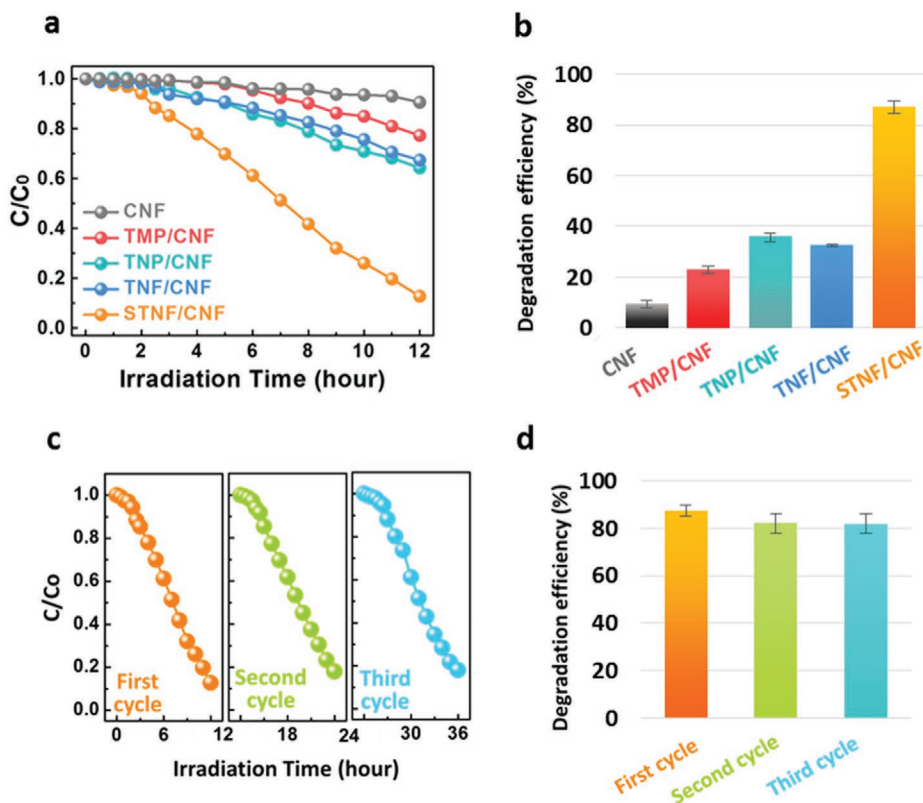 a
1.0
0.8
0.6
0.4
0.2
0.0
C/C0
CNF
TMP/CNF
TNP/CNF
TNF/CNF
STNF/CNF
0 2 4 6 8 10 12
Irradiation Time (hour)
b
100
80
60
40
20
0
Degradation efficiency (%)
CNF
TMP/CNF
TNP/CNF
TNF/CNF
STNF/CNF
c
1.0
0.8
0.6
0.4
0.2
0.0
C/Co
First
cycle
Second
cycle
Third
cycle
0 6 12 18 24 30 36
Irradiation Time (hour)
d
100
80
60
40
20
0
Degradation efficiency (%)
First cycle
Second cycle
Third cycle